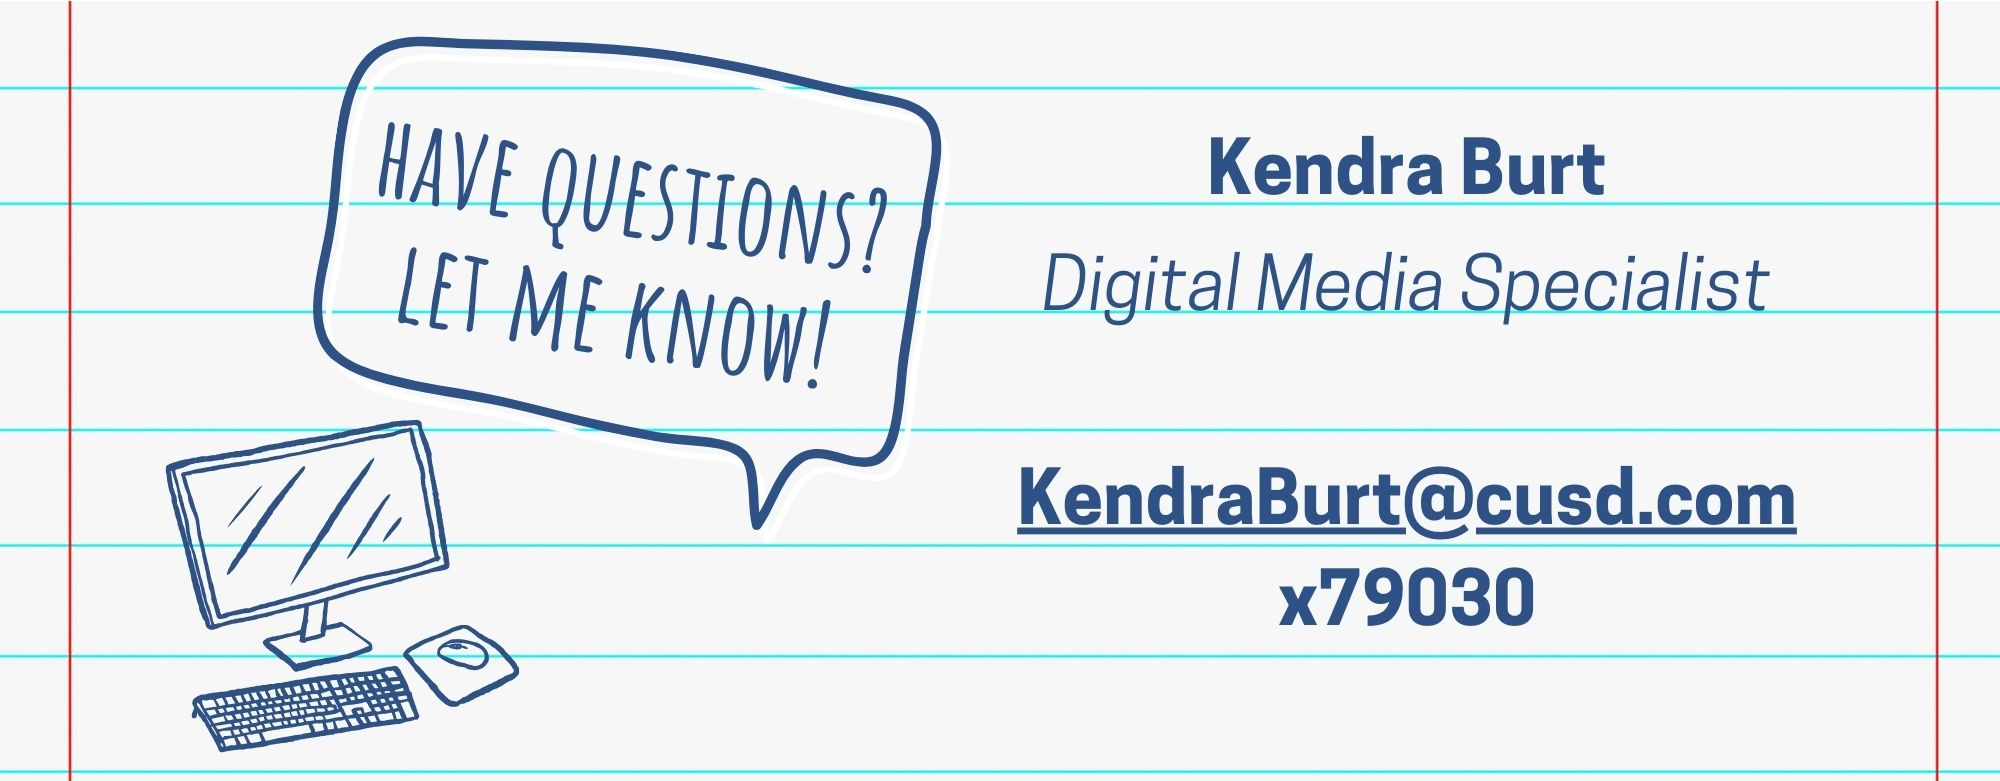 HAVE QUESTIONS?
LET ME KNOW!
Kendra Burt
Digital Media Specialist
KendraBurt@cusd.com
x79030